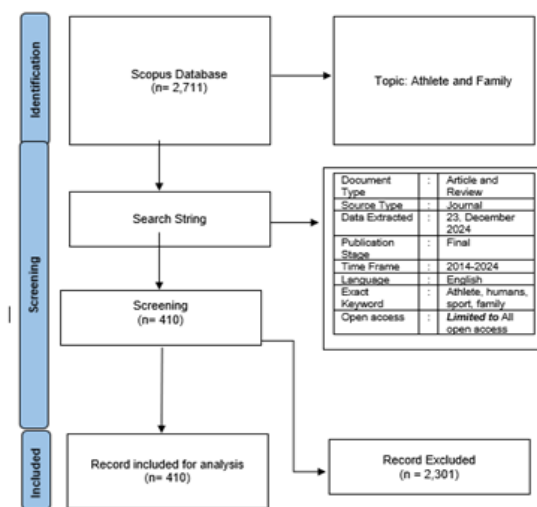 Identification
Scopus Database
(n= 2,711)
Topic: Athlete and Family
Screening
Search String
Document Type : Article and Review
Source Type : Journal
Data Extracted : 23, December 2024
Publication Stage : Final
Time Frame : 2014-2024
Language : English
Exact Keyword : Athlete, humans, sport, family
Open access : Limited to All open access
Screening
(n= 410)
Included
Record included for analysis
(n= 410)
Record Excluded
(n = 2,301)